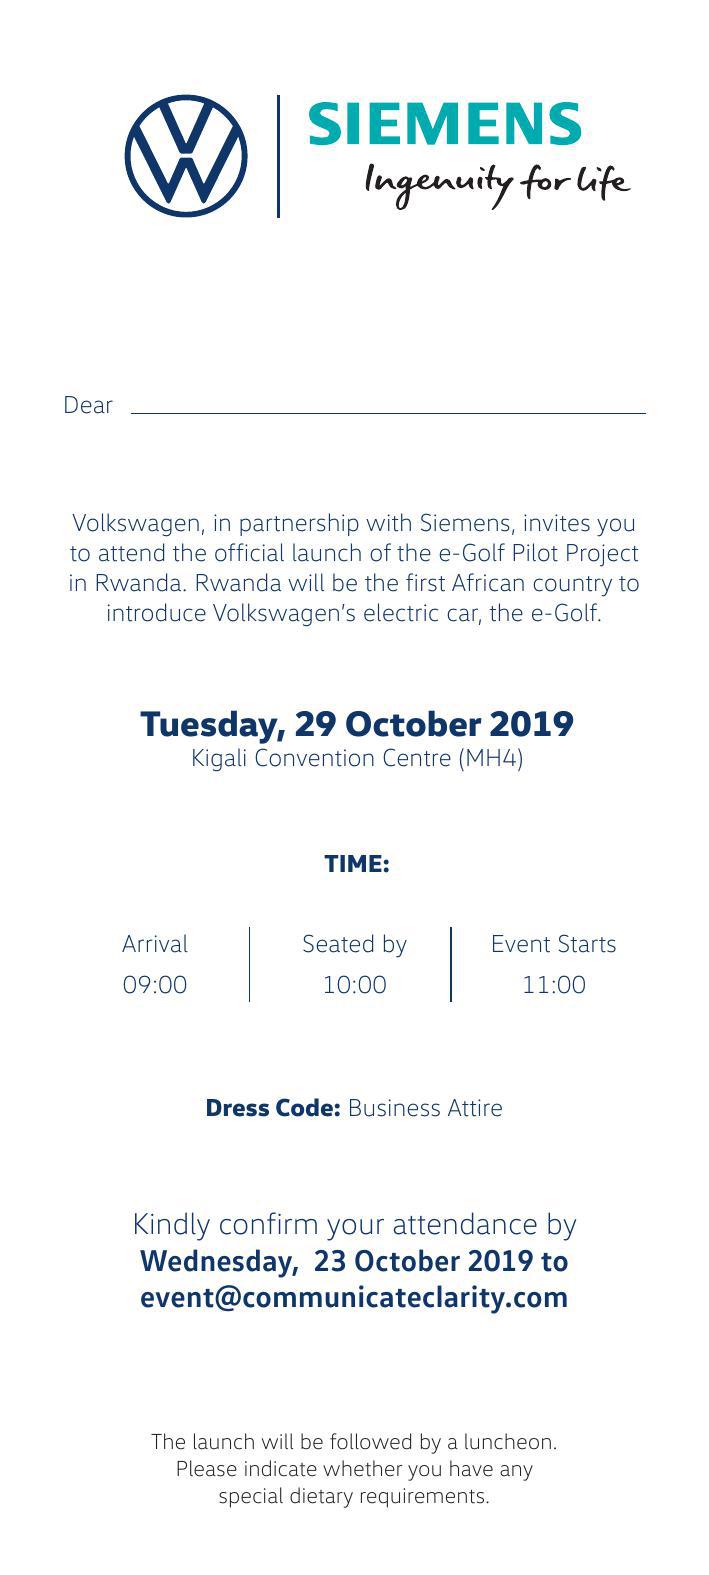 SIEMENS
Ingenuity for life
Dear
Volkswagen, in partnership with Siemens, invites you
to attend the official launch of the e-Golf Pilot Project
in Rwanda. Rwanda will be the first African country to
introduce Volkswagen's electric car, the e-Golf.
Tuesday, 29 October 2019
Kigali Convention Centre (MH4)
TIME:
Arrival Seated by Event Starts
09:00 10:00 11:00
Dress Code: Business Attire
Kindly confirm your attendance by
Wednesday, 23 October 2019 to
event@communicateclarity.com
The launch will be followed by a luncheon.
Please indicate whether you have any
special dietary requirements.